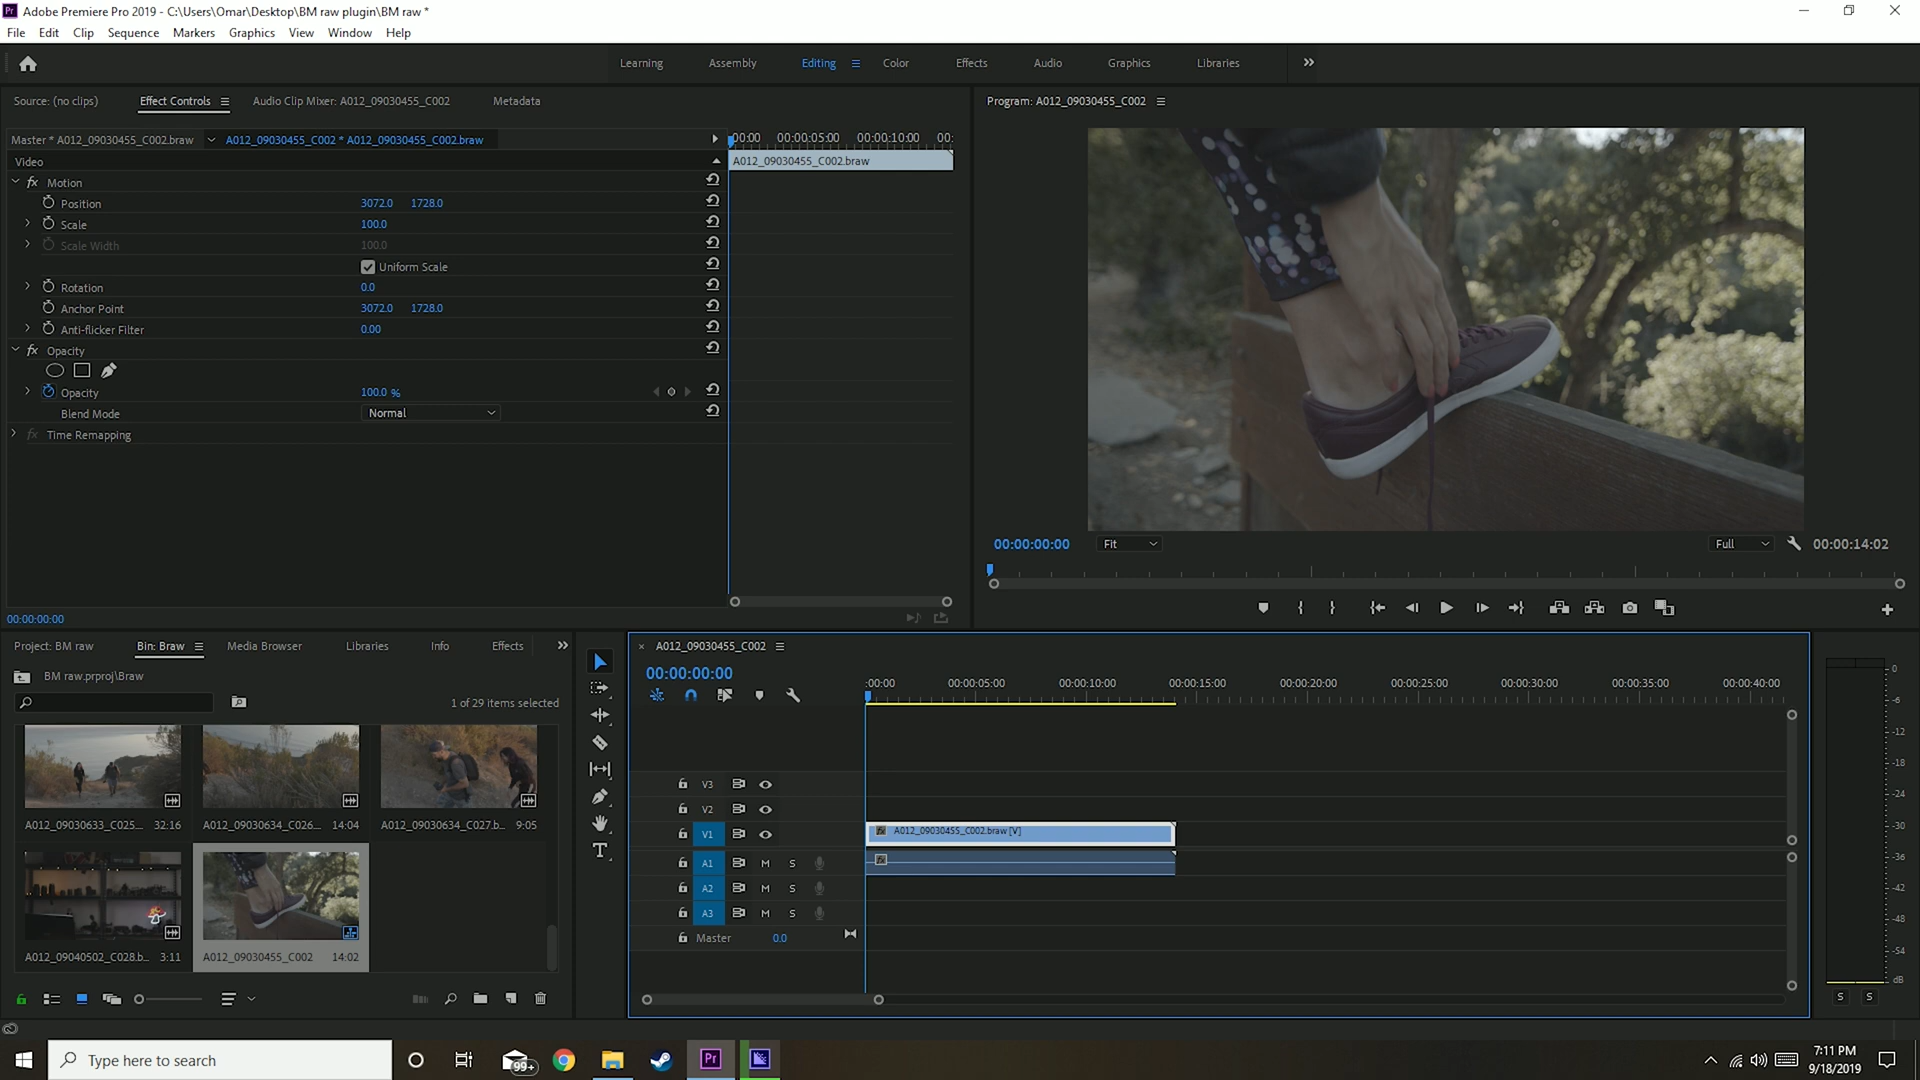 Adobe Premiere Pro 2019 - C:\Users\Omar\Desktop\BM raw plugin\BM raw *
File Edit Clip Sequence Markers Graphics View Window Help
Learning Assembly Editing Color Effects Audio Graphics Libraries
Source: (no clips) Effect Controls Audio Clip Mixer: A012_09030455_C002 Metadata
Program: A012_09030455_C002
Master * A012_09030455_C002.braw A012_09030455_C002 * A012_09030455_C002.braw
:00:00 00:00:05:00 00:00:10:00 00:
Video
A012_09030455_C002.braw
fx Motion
Position 3072.0 1728.0
Scale 100.0
Scale Width 100.0
Uniform Scale
Rotation 0.0
Anchor Point 3072.0 1728.0
Anti-flicker Filter 0.00
fx Opacity
Opacity 100.0 %
Blend Mode Normal
fx Time Remapping
00:00:00:00 Fit Full 00:00:14:02
00:00:00:00
Project: BM raw Bin: Braw Media Browser Libraries Info Effects
BM raw.prproj\Braw
1 of 29 items selected
A012_09030633_C025... 32:16
A012_09030634_C026... 14:04
A012_09030634_C027.b... 9:05
A012_09040502_C028.b... 3:11
A012_09030455_C002 14:02
× A012_09030455_C002
00:00:00:00
:00:00 00:00:05:00 00:00:10:00 00:00:15:00 00:00:20:00 00:00:25:00 00:00:30:00 00:00:35:00 00:00:40:00
V3
V2
V1
fx A012_09030455_C002.braw [V]
A1 M S
fx
A2 M S
A3 M S
Master 0.0
0
-6
-12
-18
-24
-30
-36
-42
-48
-54
dB
S S
Type here to search
99+
Pr
7:11 PM
9/18/2019